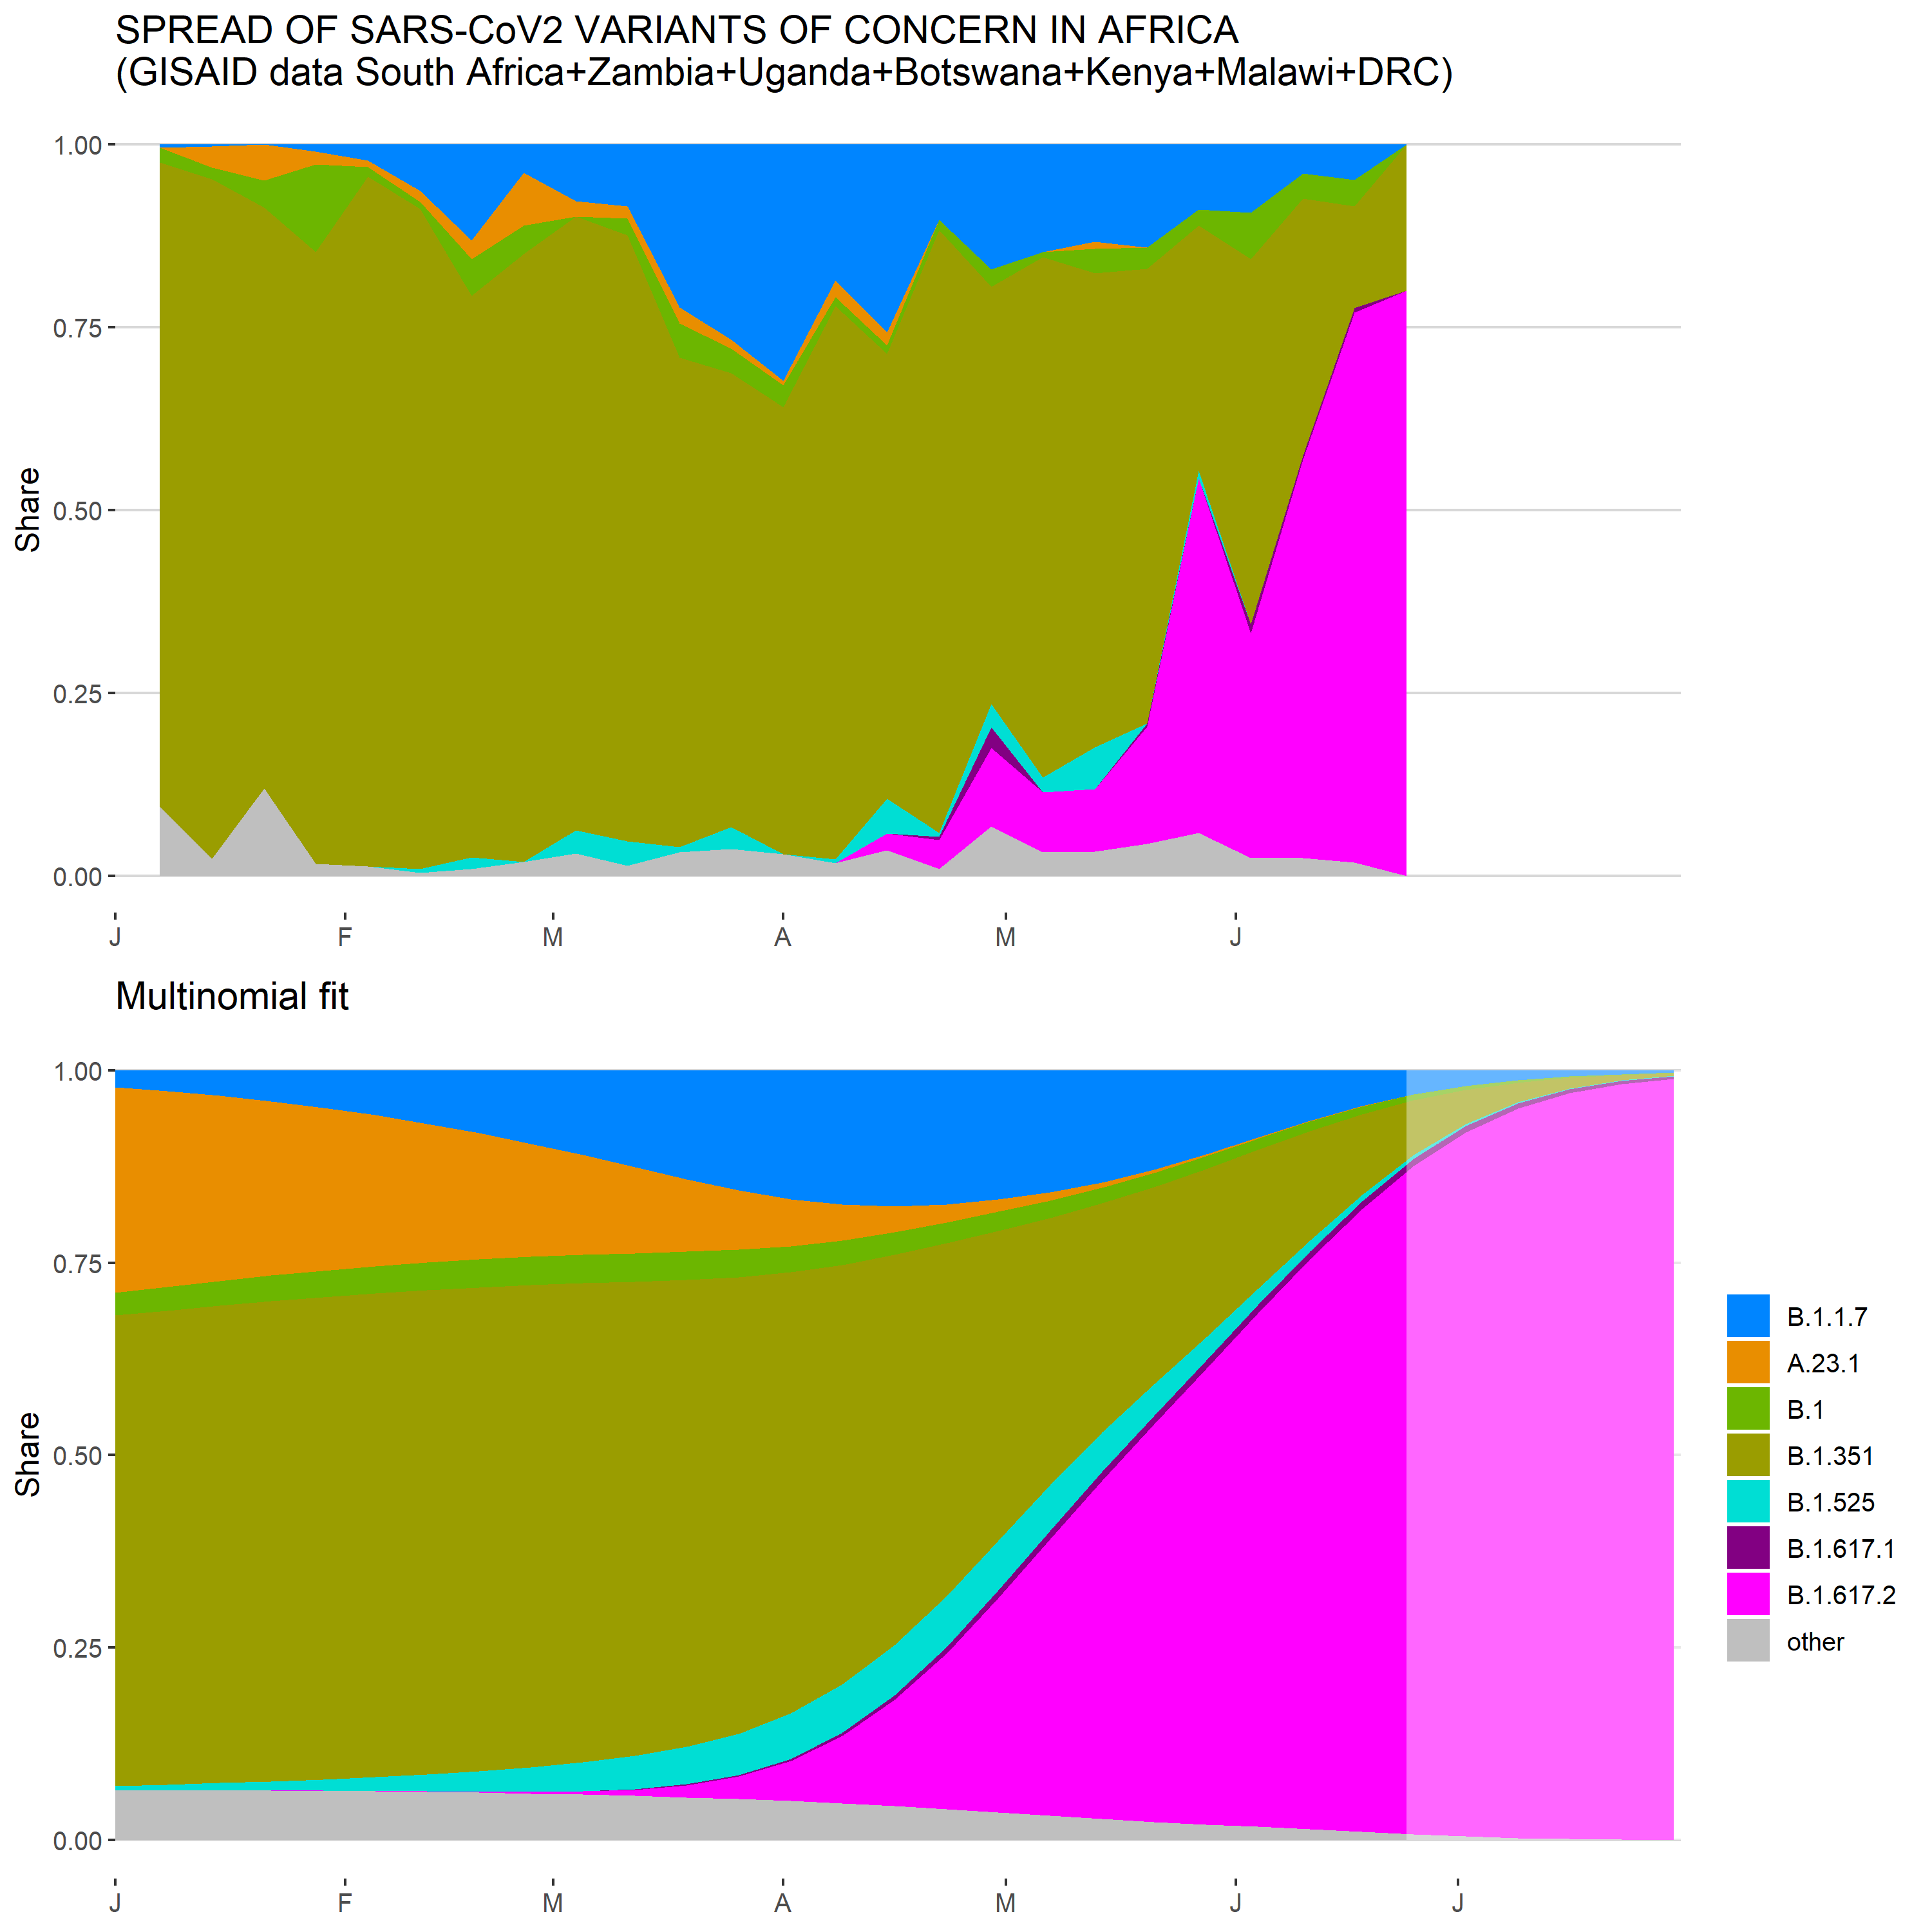 SPREAD OF SARS-CoV2 VARIANTS OF CONCERN IN AFRICA
(GISAID data South Africa+Zambia+Uganda+Botswana+Kenya+Malawi+DRC)
1.00
0.75
0.50
0.25
0.00
Share
J F M A M J
Multinomial fit
1.00
0.75
0.50
0.25
0.00
Share
J F M A M J J
B.1.1.7
A.23.1
B.1
B.1.351
B.1.525
B.1.617.1
B.1.617.2
other